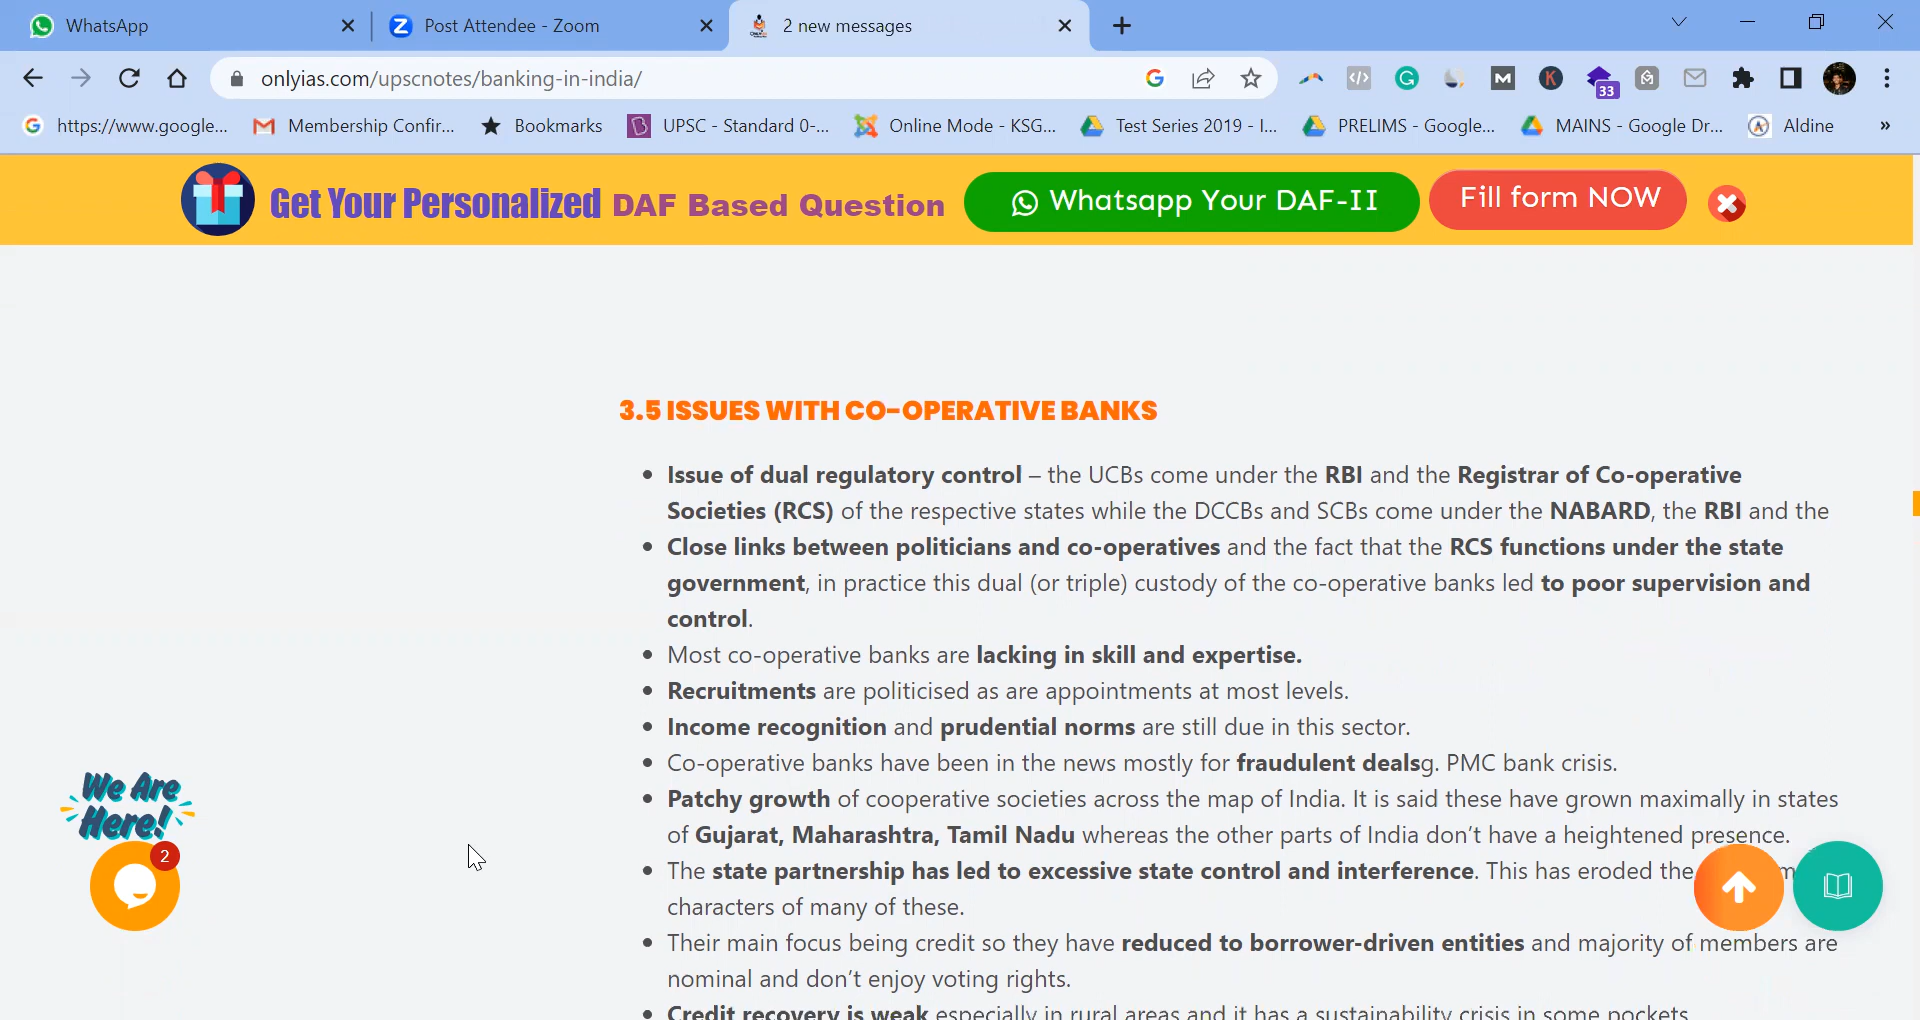 WhatsApp
Post Attendee - Zoom
2 new messages
onlyias.com/upscnotes/banking-in-india/
33
https://www.google...
Membership Confir...
Bookmarks
UPSC - Standard 0-...
Online Mode - KSG...
Test Series 2019 - I...
PRELIMS - Google...
MAINS - Google Dr...
Aldine
»
Get Your Personalized DAF Based Question
Whatsapp Your DAF-II
Fill form NOW
3.5 ISSUES WITH CO-OPERATIVE BANKS
• Issue of dual regulatory control – the UCBs come under the RBI and the Registrar of Co-operative
Societies (RCS) of the respective states while the DCCBs and SCBs come under the NABARD, the RBI and the
• Close links between politicians and co-operatives and the fact that the RCS functions under the state
government, in practice this dual (or triple) custody of the co-operative banks led to poor supervision and
control.
• Most co-operative banks are lacking in skill and expertise.
• Recruitments are politicised as are appointments at most levels.
• Income recognition and prudential norms are still due in this sector.
• Co-operative banks have been in the news mostly for fraudulent dealsg. PMC bank crisis.
• Patchy growth of cooperative societies across the map of India. It is said these have grown maximally in states
of Gujarat, Maharashtra, Tamil Nadu whereas the other parts of India don't have a heightened presence.
• The state partnership has led to excessive state control and interference. This has eroded the
characters of many of these.
• Their main focus being credit so they have reduced to borrower-driven entities and majority of members are
nominal and don't enjoy voting rights.
• Credit recovery is weak especially in rural areas and it has a sustainability crisis in some pockets
We Are
Here!
2